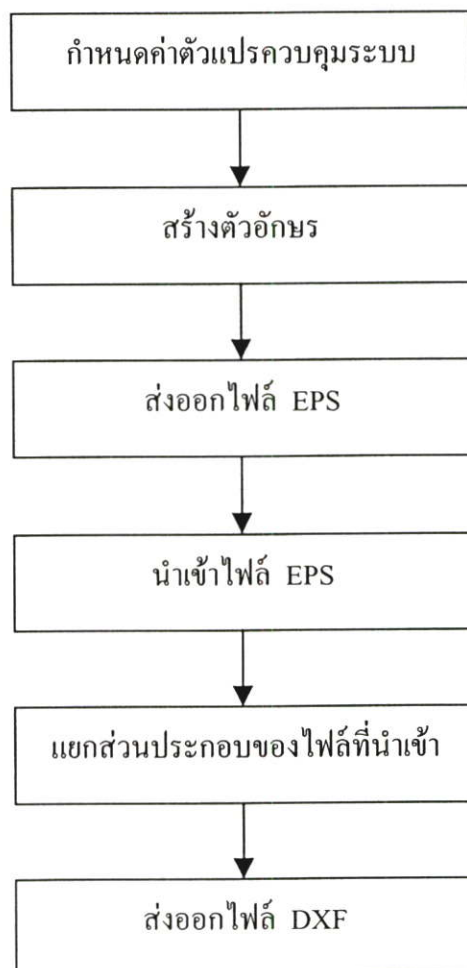 กำหนดค่าตัวแปรควบคุมระบบ
สร้างตัวอักษร
ส่งออกไฟล์ EPS
นำเข้าไฟล์ EPS
แยกส่วนประกอบของไฟล์ที่นำเข้า
ส่งออกไฟล์ DXF